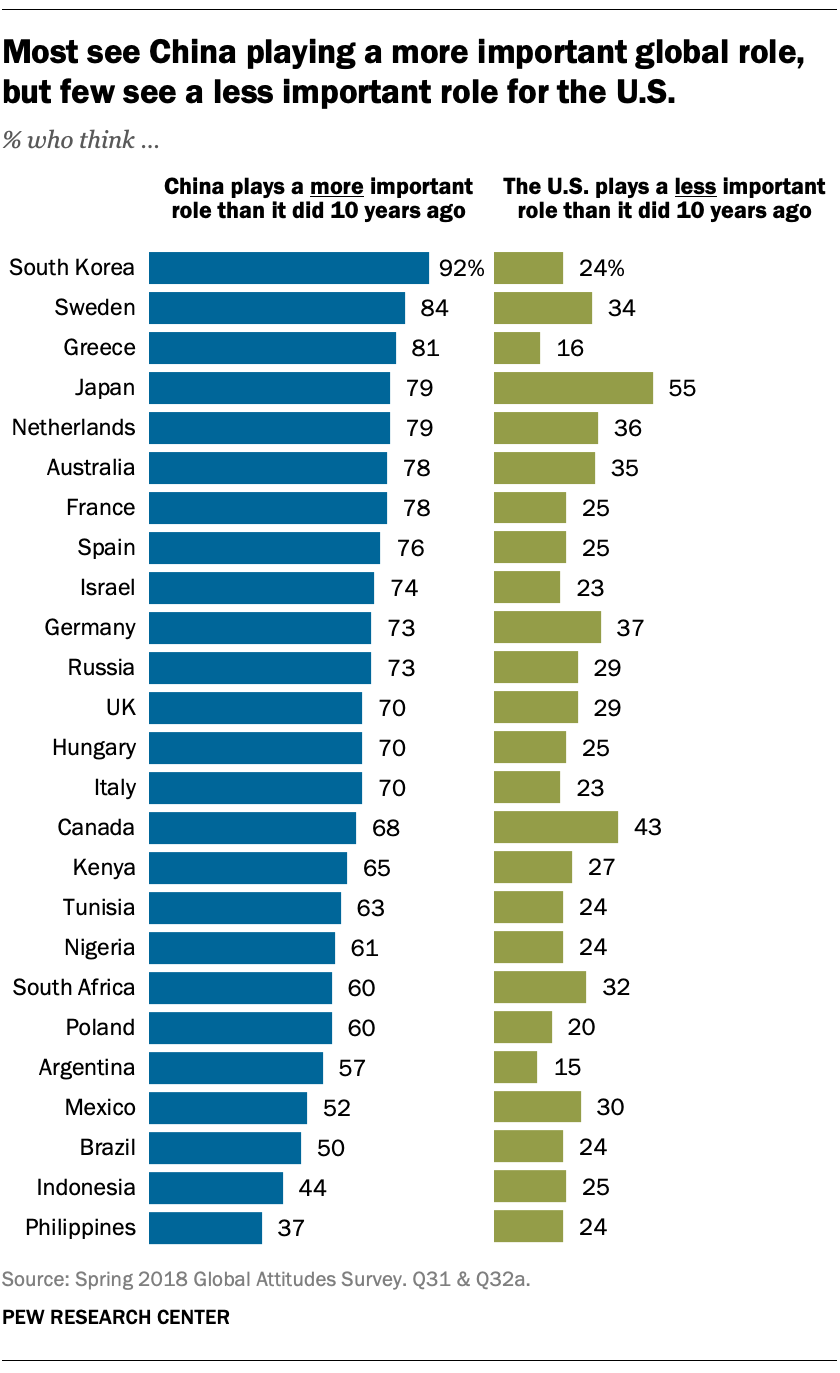 Most see China playing a more important global role,
but few see a less important role for the U.S.
% who think ...
China plays a more important
role than it did 10 years ago
The U.S. plays a less important
role than it did 10 years ago
South Korea 92% 24%
Sweden 84 34
Greece 81 16
Japan 79 55
Netherlands 79 36
Australia 78 35
France 78 25
Spain 76 25
Israel 74 23
Germany 73 37
Russia 73 29
UK 70 29
Hungary 70 25
Italy 70 23
Canada 68 43
Kenya 65 27
Tunisia 63 24
Nigeria 61 24
South Africa 60 32
Poland 60 20
Argentina 57 15
Mexico 52 30
Brazil 50 24
Indonesia 44 25
Philippines 37 24
Source: Spring 2018 Global Attitudes Survey. Q31 & Q32a.
PEW RESEARCH CENTER